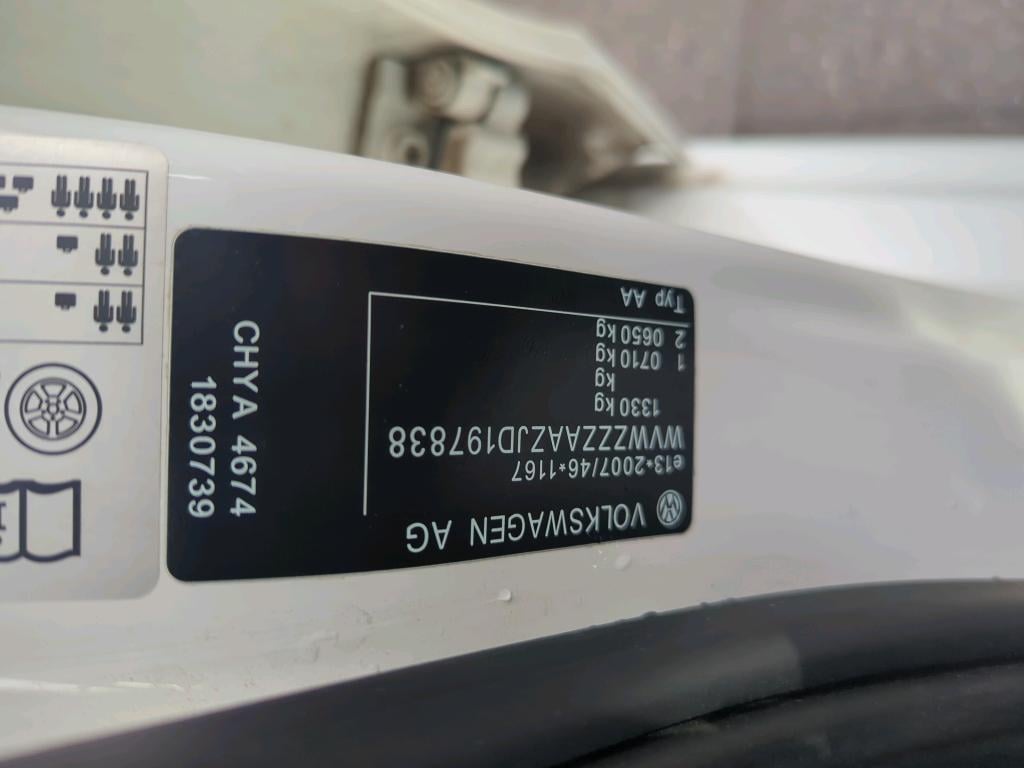 VOLKSWAGEN AG
e13*2007/46*1167
WVWZZZAAZJD197838
1330 kg
kg
1 0710 kg
2 0650 kg
Typ AA
CHYA 4674
1830739